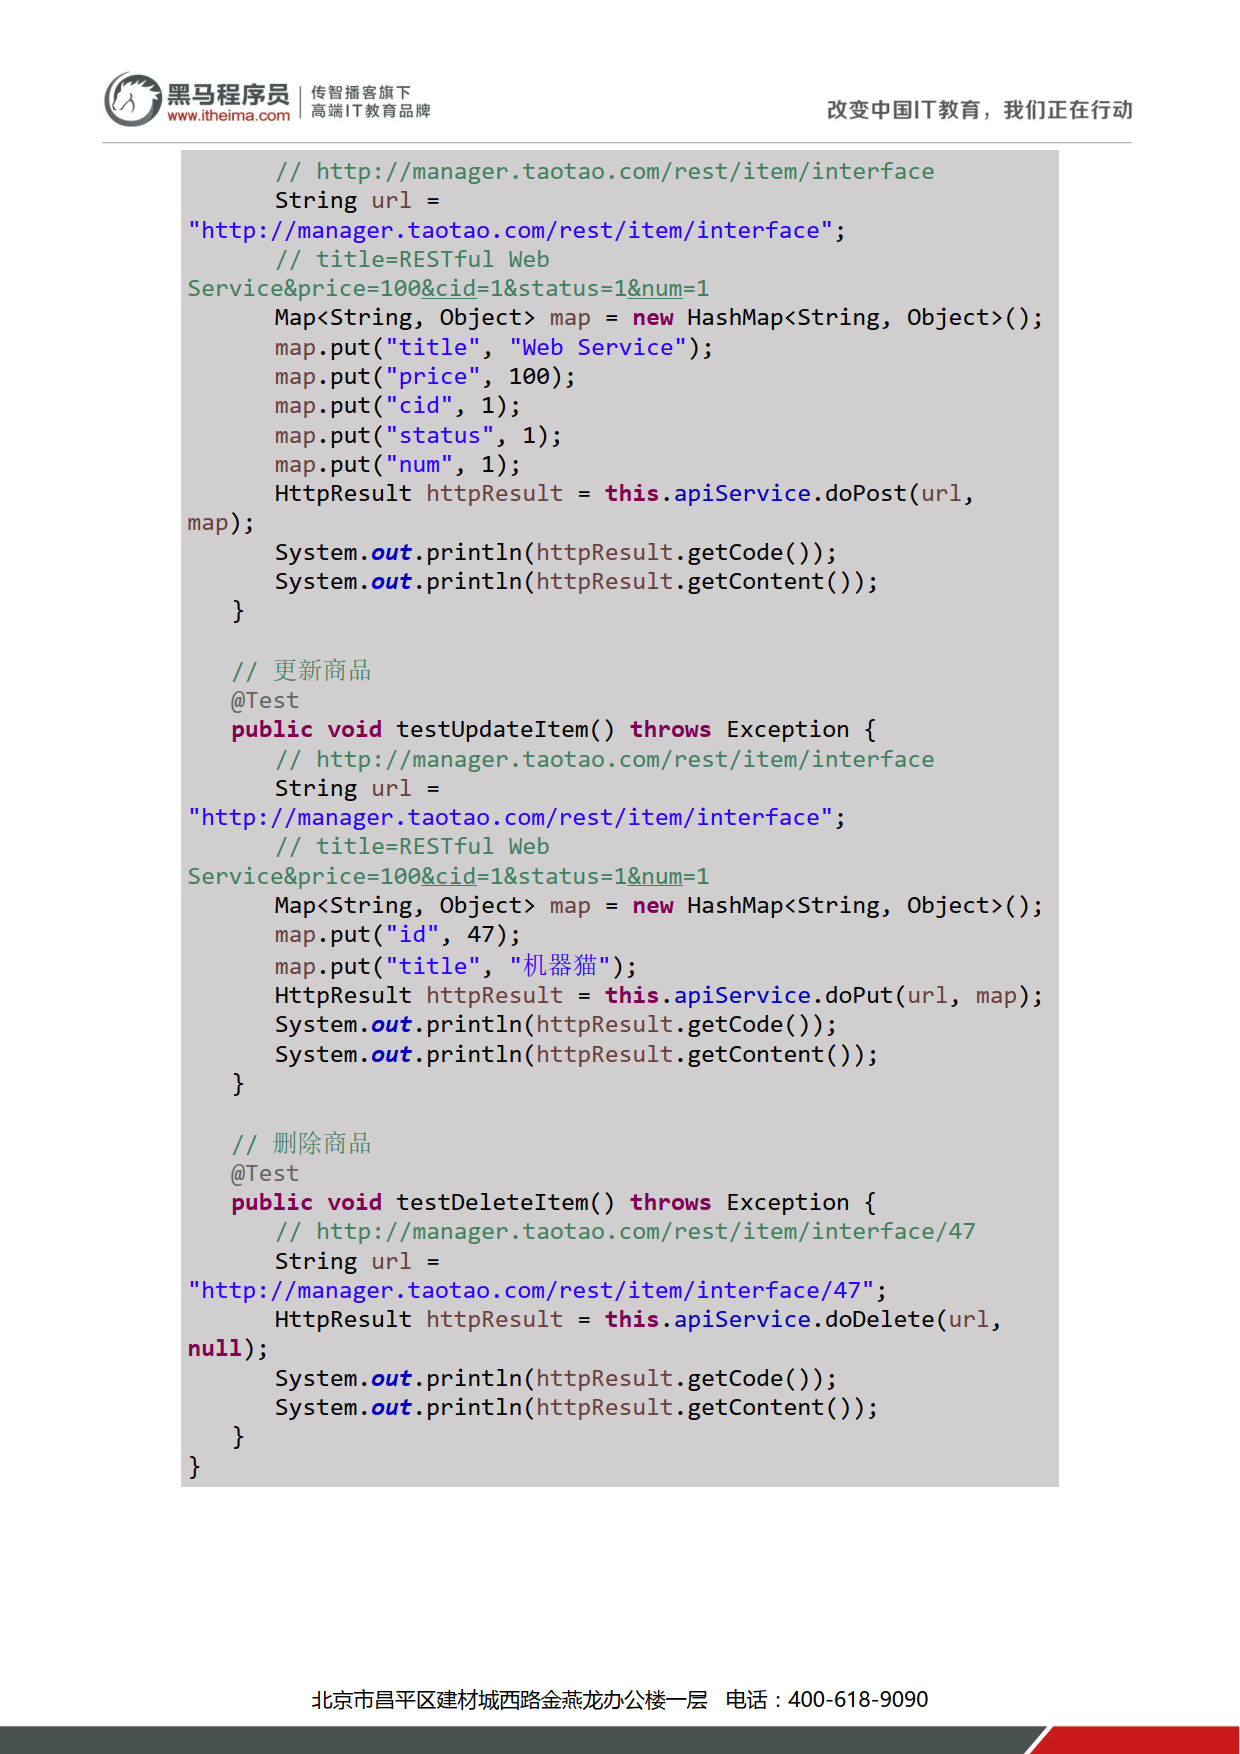 黑马程序员
www.itheima.com
传智播客旗下
高端IT教育品牌
改变中国IT教育，我们正在行动
// http://manager.taotao.com/rest/item/interface
String url =
"http://manager.taotao.com/rest/item/interface";
// title=RESTful Web
Service&price=100&cid=1&status=1&num=1
Map<String, Object> map = new HashMap<String, Object>();
map.put("title", "Web Service");
map.put("price", 100);
map.put("cid", 1);
map.put("status", 1);
map.put("num", 1);
HttpResult httpResult = this.apiService.doPost(url,
map);
System.out.println(httpResult.getCode());
System.out.println(httpResult.getContent());
}
// 更新商品
@Test
public void testUpdateItem() throws Exception {
// http://manager.taotao.com/rest/item/interface
String url =
"http://manager.taotao.com/rest/item/interface";
// title=RESTful Web
Service&price=100&cid=1&status=1&num=1
Map<String, Object> map = new HashMap<String, Object>();
map.put("id", 47);
map.put("title", "机器猫");
HttpResult httpResult = this.apiService.doPut(url, map);
System.out.println(httpResult.getCode());
System.out.println(httpResult.getContent());
}
// 删除商品
@Test
public void testDeleteItem() throws Exception {
// http://manager.taotao.com/rest/item/interface/47
String url =
"http://manager.taotao.com/rest/item/interface/47";
HttpResult httpResult = this.apiService.doDelete(url,
null);
System.out.println(httpResult.getCode());
System.out.println(httpResult.getContent());
}
}
北京市昌平区建材城西路金燕龙办公楼一层 电话：400-618-9090